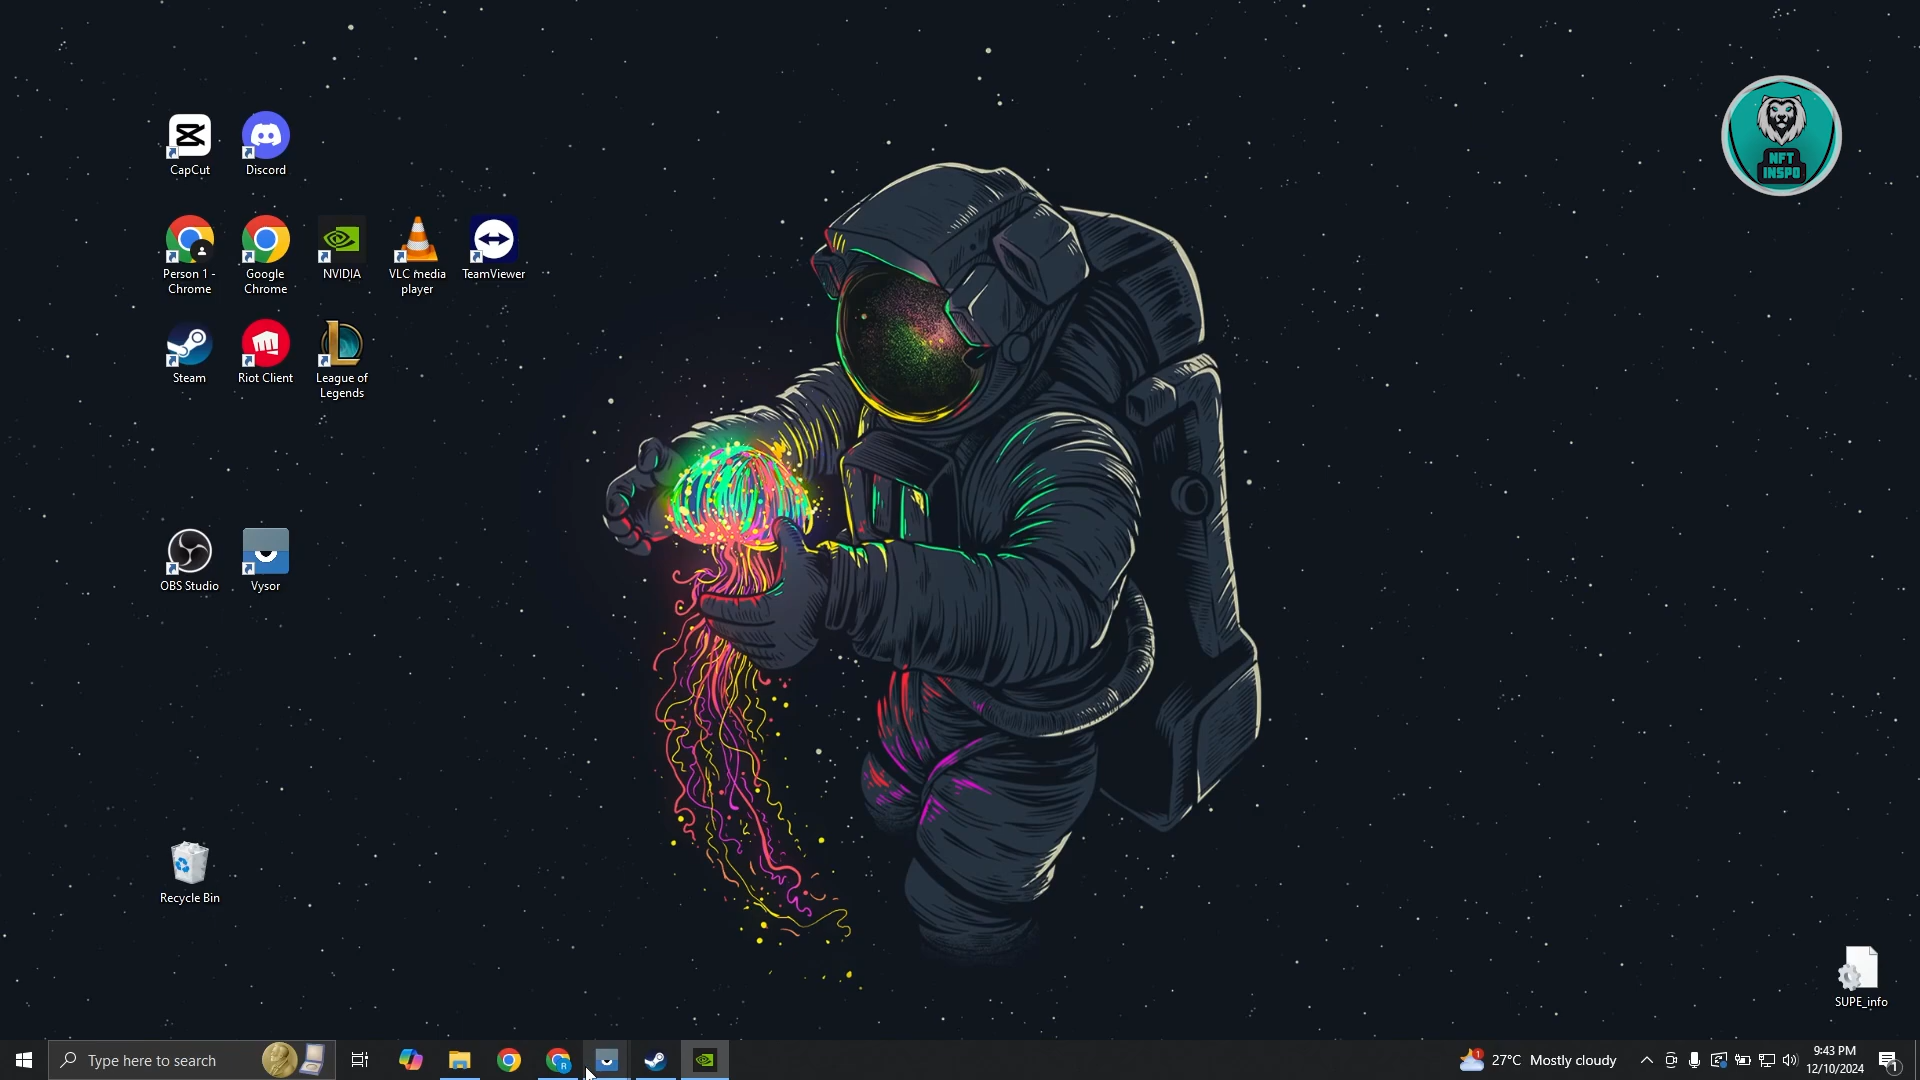 CapCut
Discord
NFT
INSPO
Person 1 -
Chrome
Google
Chrome
NVIDIA
VLC media
player
TeamViewer
Steam
Riot Client
League of
Legends
OBS Studio
Vysor
Recycle Bin
SUPE_info
Type here to search
R
1
27°C Mostly cloudy
9:43 PM
12/10/2024
1